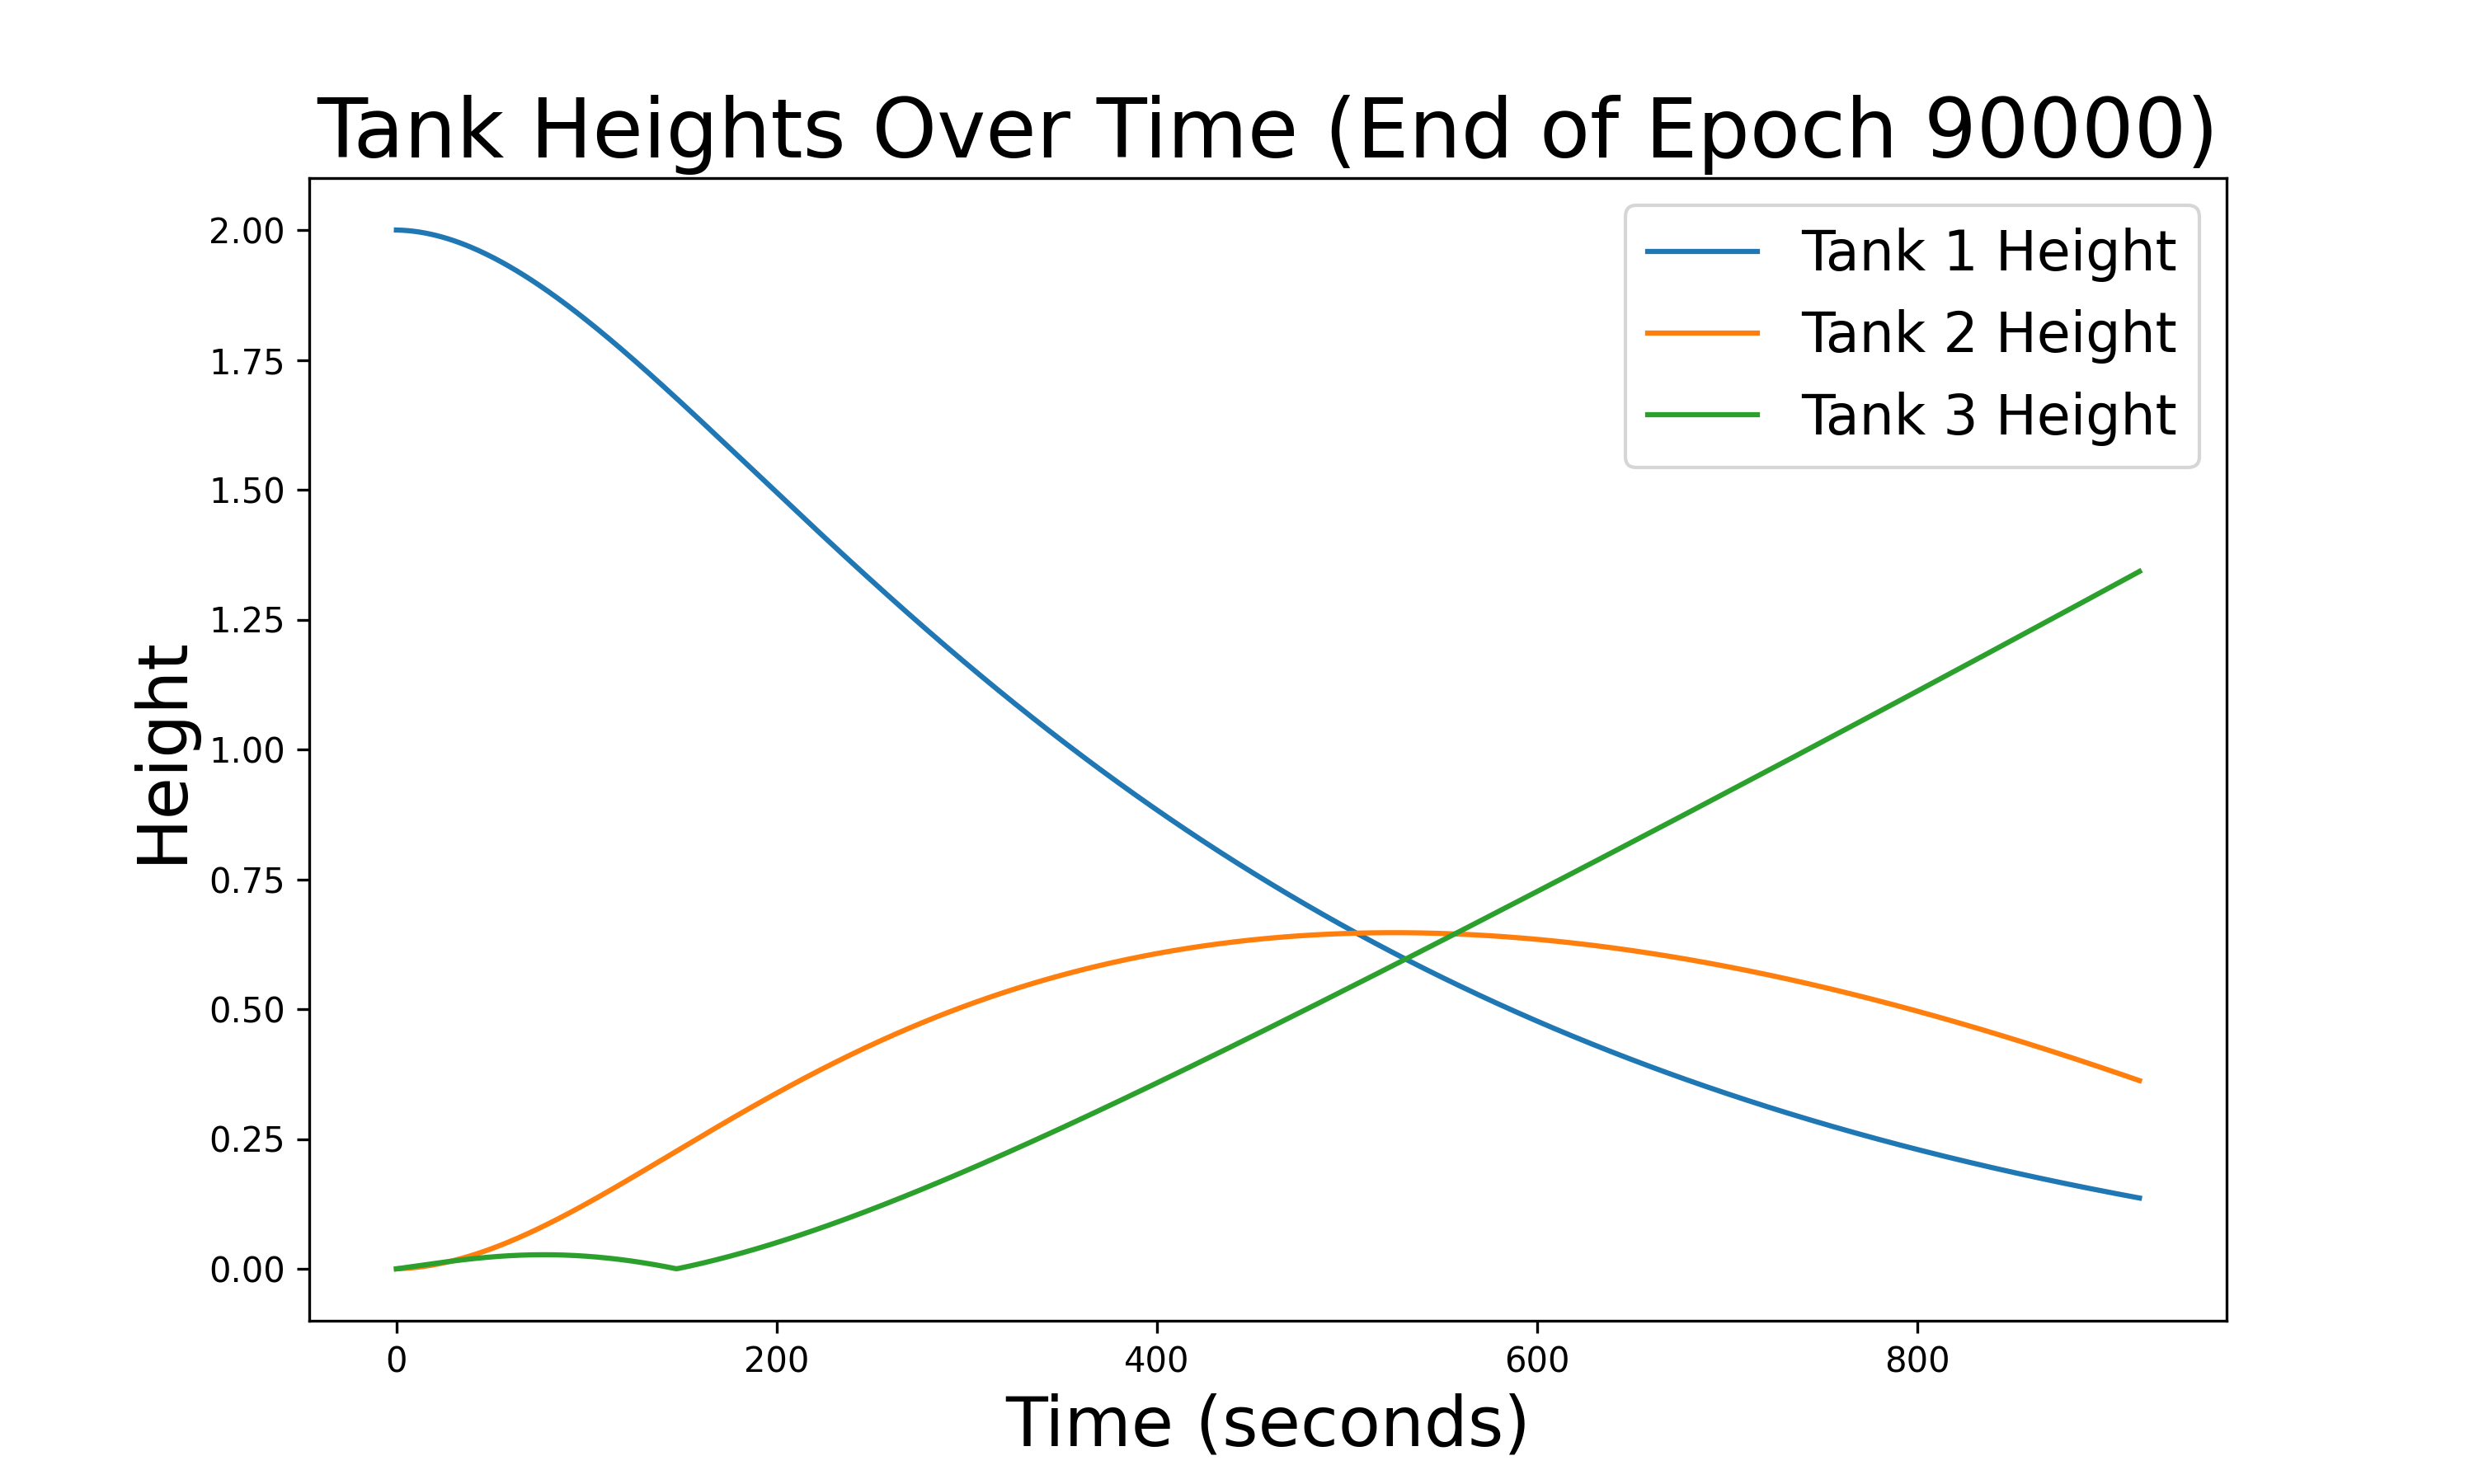 Tank Heights Over Time (End of Epoch 90000)
Tank 1 Height
Tank 2 Height
Tank 3 Height
Height
2.00
1.75
1.50
1.25
1.00
0.75
0.50
0.25
0.00
0 200 400 600 800
Time (seconds)